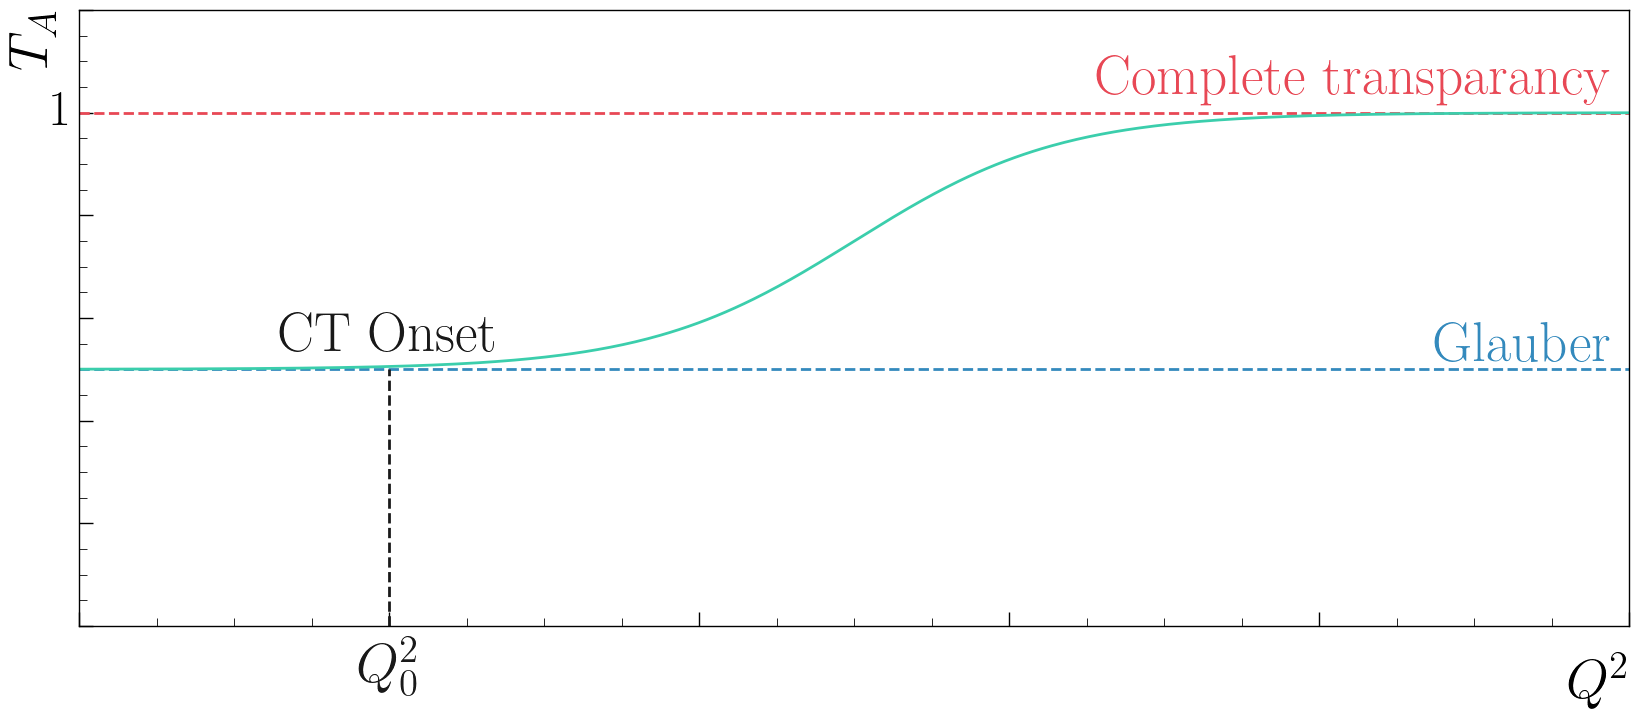 T_A
1
Complete transparancy
CT Onset
Glauber
Q_0^2
Q^2